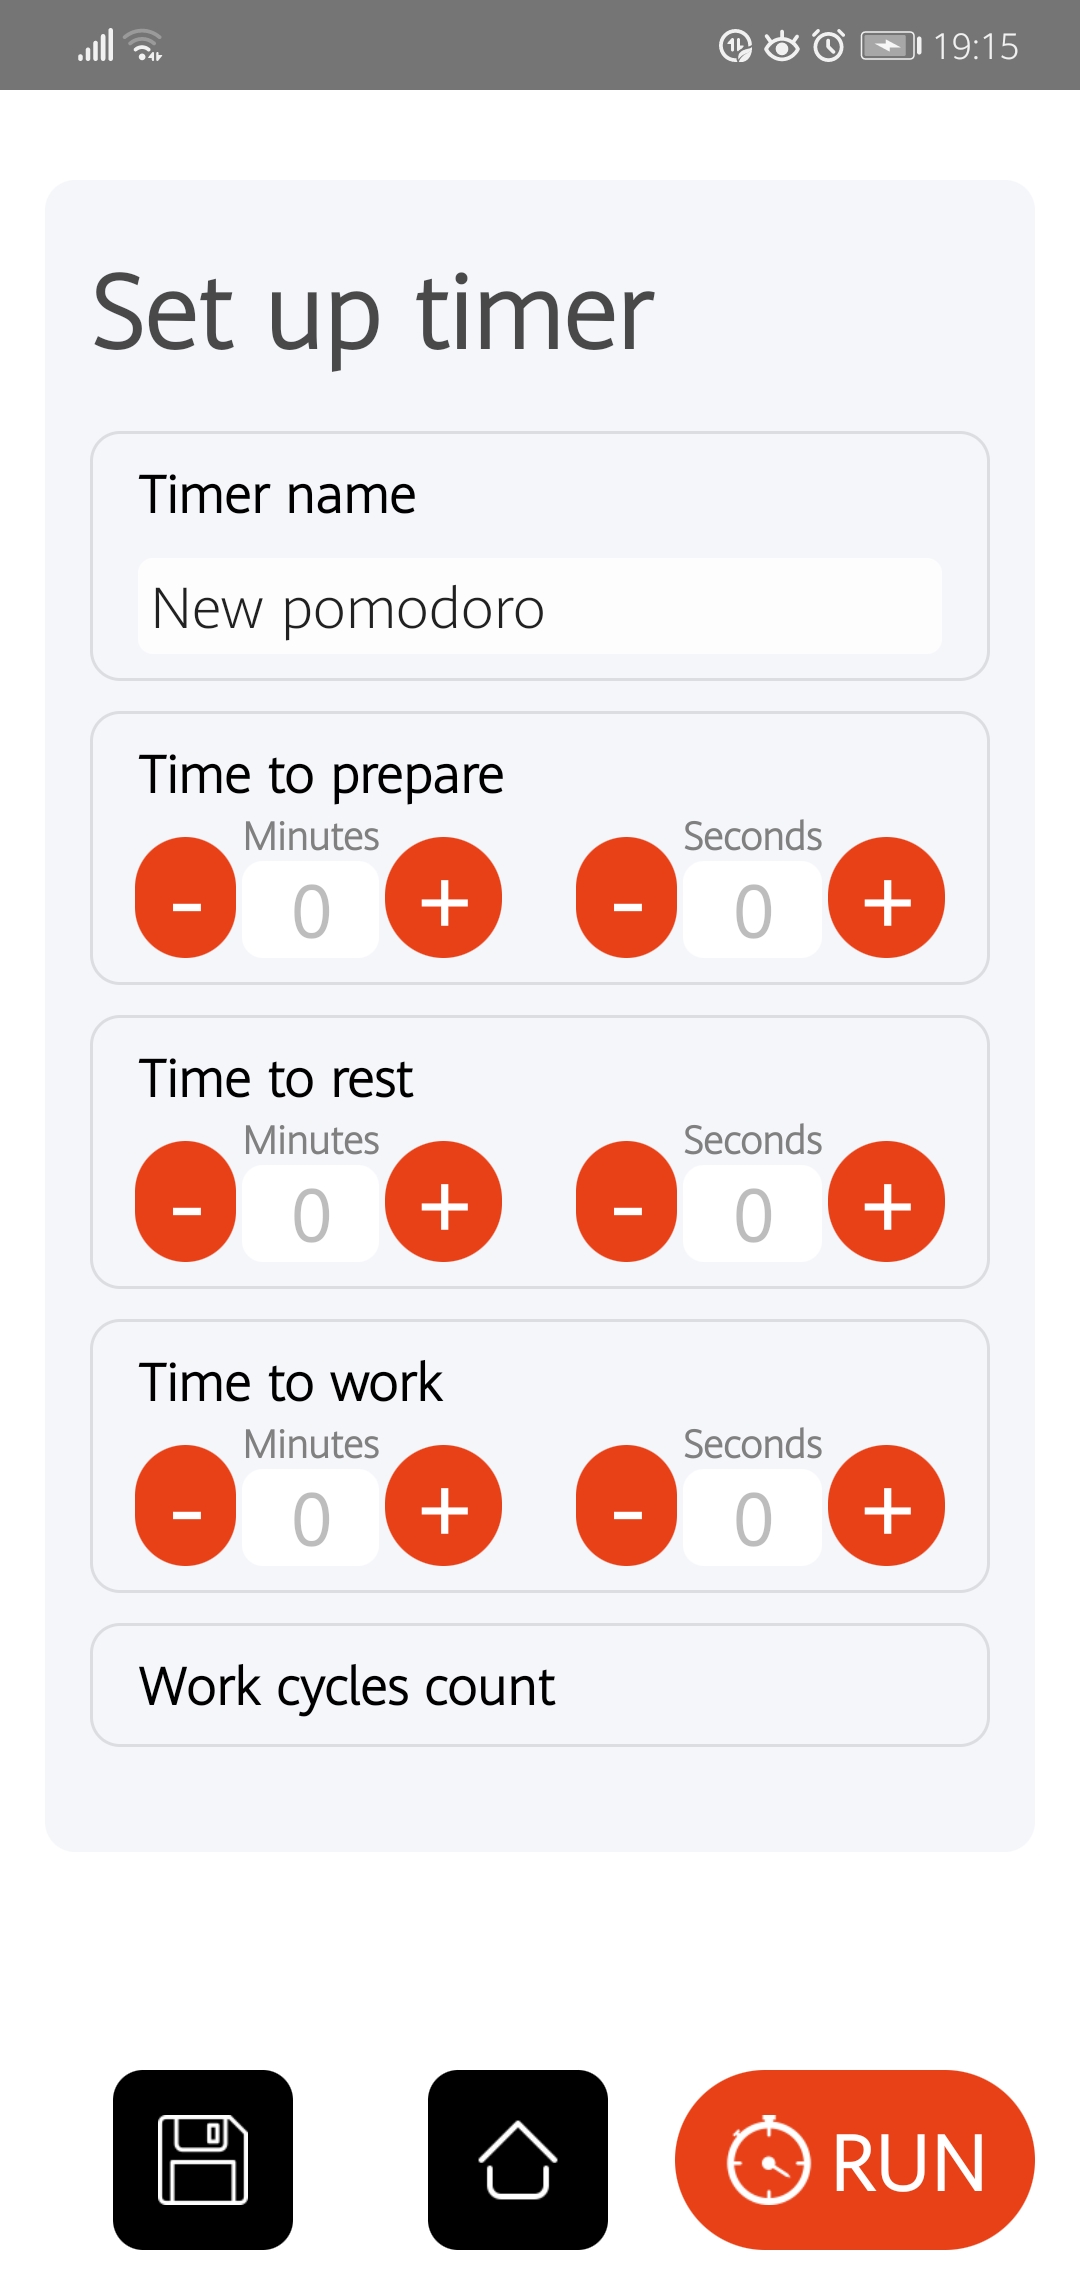 19:15
Set up timer
Timer name
New pomodoro
Time to prepare
Minutes Seconds
- 0 + - 0 +
Time to rest
Minutes Seconds
- 0 + - 0 +
Time to work
Minutes Seconds
- 0 + - 0 +
Work cycles count
RUN